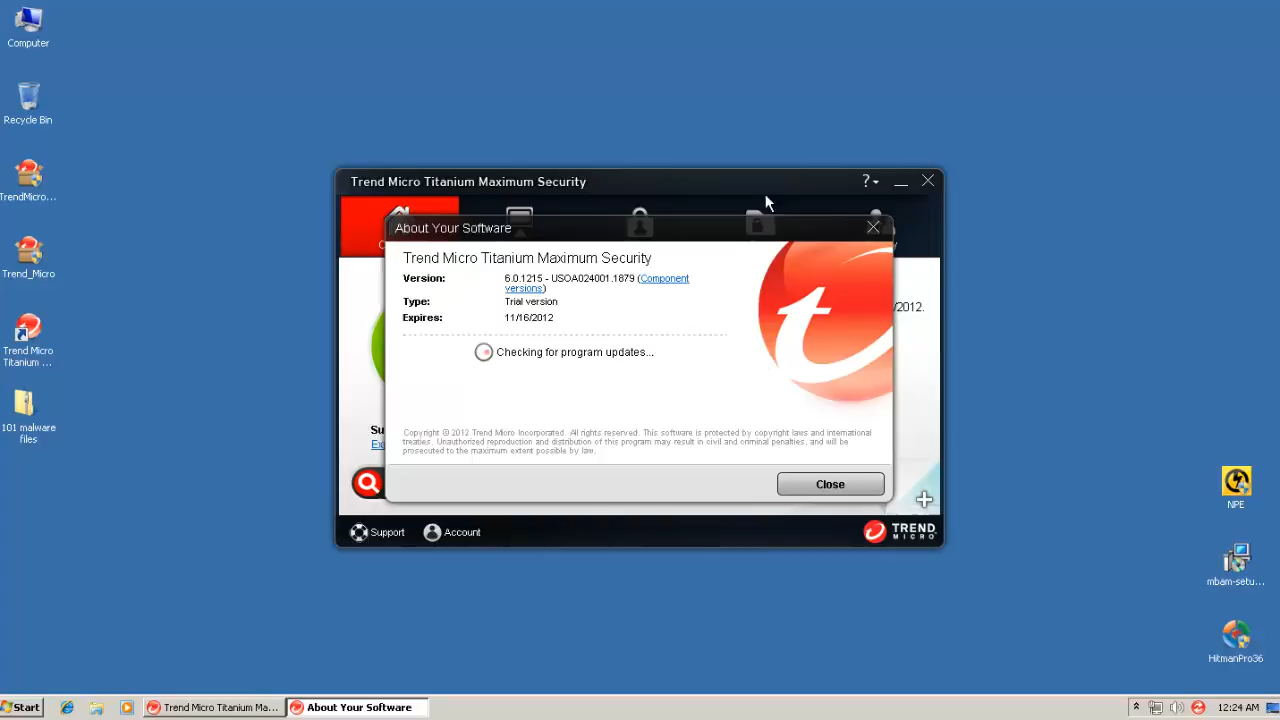 Computer
Recycle Bin
TrendMicro...
Trend_Micro
Trend Micro
Titanium ...
101 malware
files
Trend Micro Titanium Maximum Security
?
About Your Software
Trend Micro Titanium Maximum Security
Version: 6.0.1215 - USOA024001.1879 (Component
versions)
Type: Trial version
Expires: 11/16/2012
/2012.
Checking for program updates...
Copyright © 2012 Trend Micro Incorporated. All rights reserved. This software is protected by copyright laws and international
treaties. Unauthorized reproduction and distribution of this program may result in civil and criminal penalties, and will be
prosecuted to the maximum extent possible by law.
Close
Support
Account
TREND
MICRO
NPE
mbam-setu...
HitmanPro36
Start
Trend Micro Titanium Ma...
About Your Software
12:24 AM